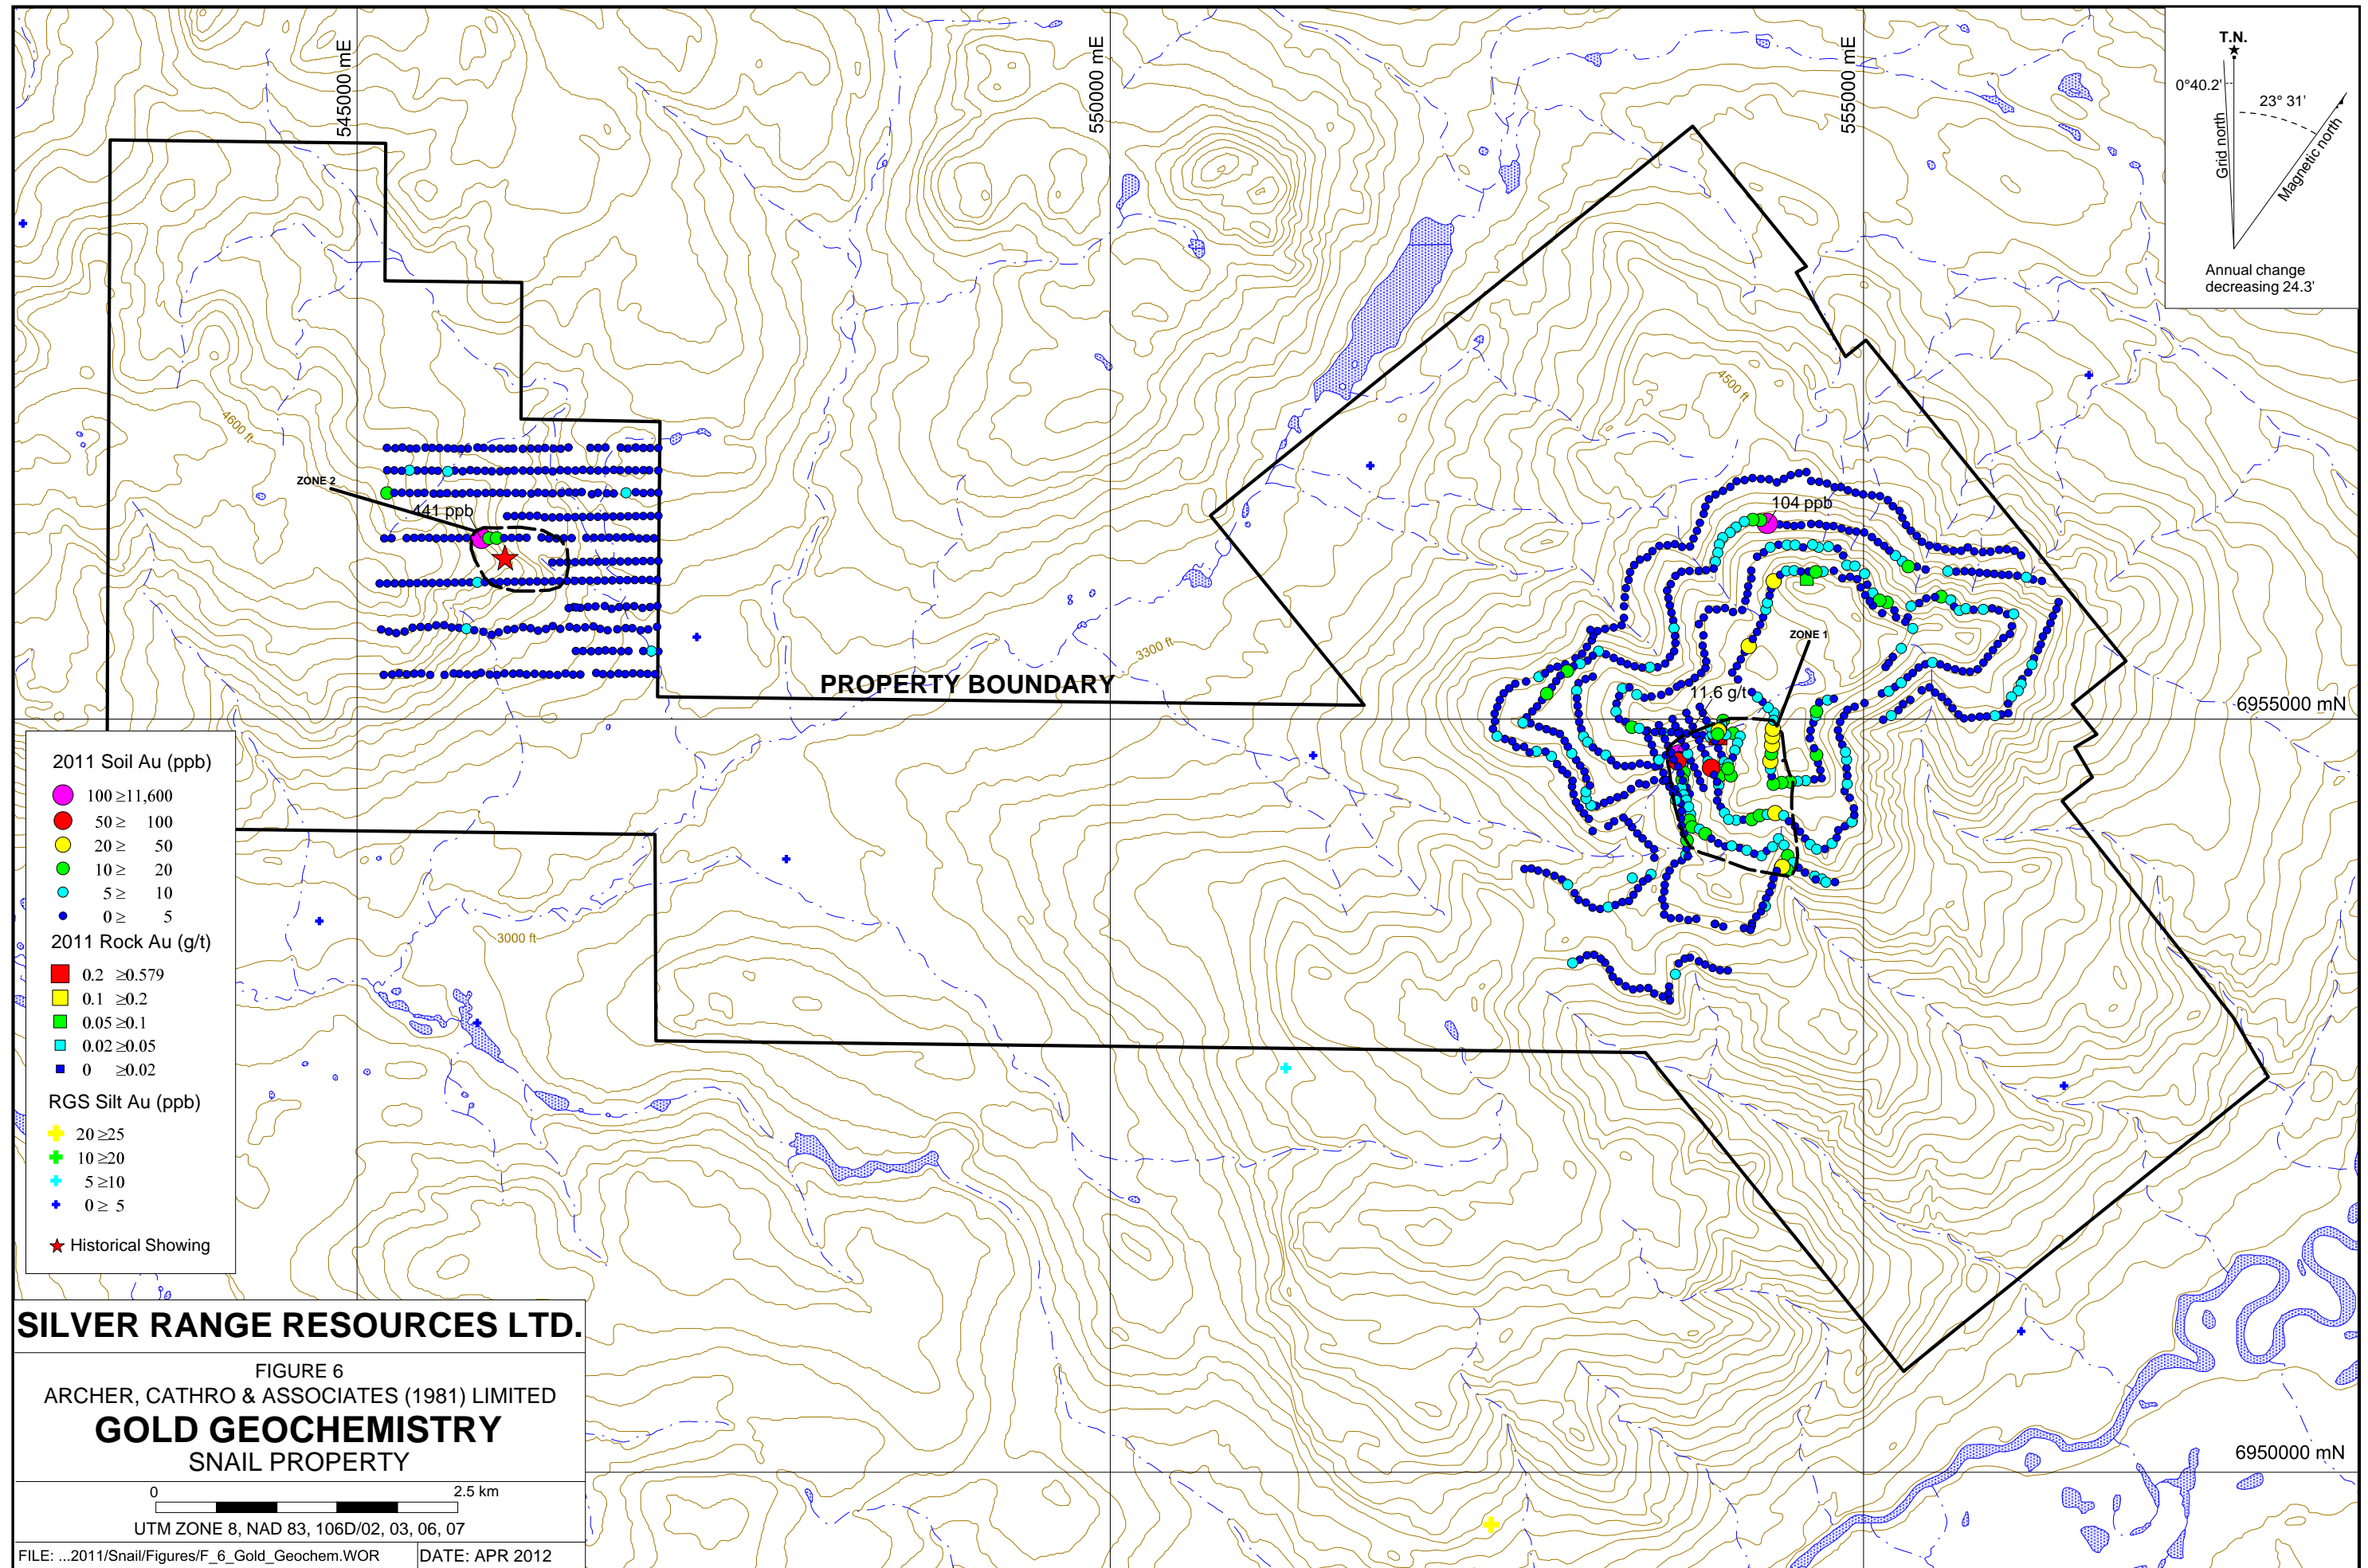 545000 mE
550000 mE
555000 mE
T.N.
0°40.2'
23° 31'
Grid north
Magnetic north
Annual change
decreasing 24.3'
4600 ft
4500 ft
ZONE 2
441 ppb
104 ppb
ZONE 1
3300 ft
PROPERTY BOUNDARY
11.6 g/t
6955000 mN
2011 Soil Au (ppb)
100 ≥11,600
50 ≥ 100
20 ≥ 50
10 ≥ 20
5 ≥ 10
0 ≥ 5
2011 Rock Au (g/t)
0.2 ≥0.579
0.1 ≥0.2
0.05 ≥0.1
0.02 ≥0.05
0 ≥0.02
RGS Silt Au (ppb)
20 ≥25
10 ≥20
5 ≥10
0 ≥ 5
Historical Showing
3000 ft
SILVER RANGE RESOURCES LTD.
FIGURE 6
ARCHER, CATHRO & ASSOCIATES (1981) LIMITED
GOLD GEOCHEMISTRY
SNAIL PROPERTY
0 2.5 km
UTM ZONE 8, NAD 83, 106D/02, 03, 06, 07
FILE: ...2011/Snail/Figures/F_6_Gold_Geochem.WOR
DATE: APR 2012
6950000 mN